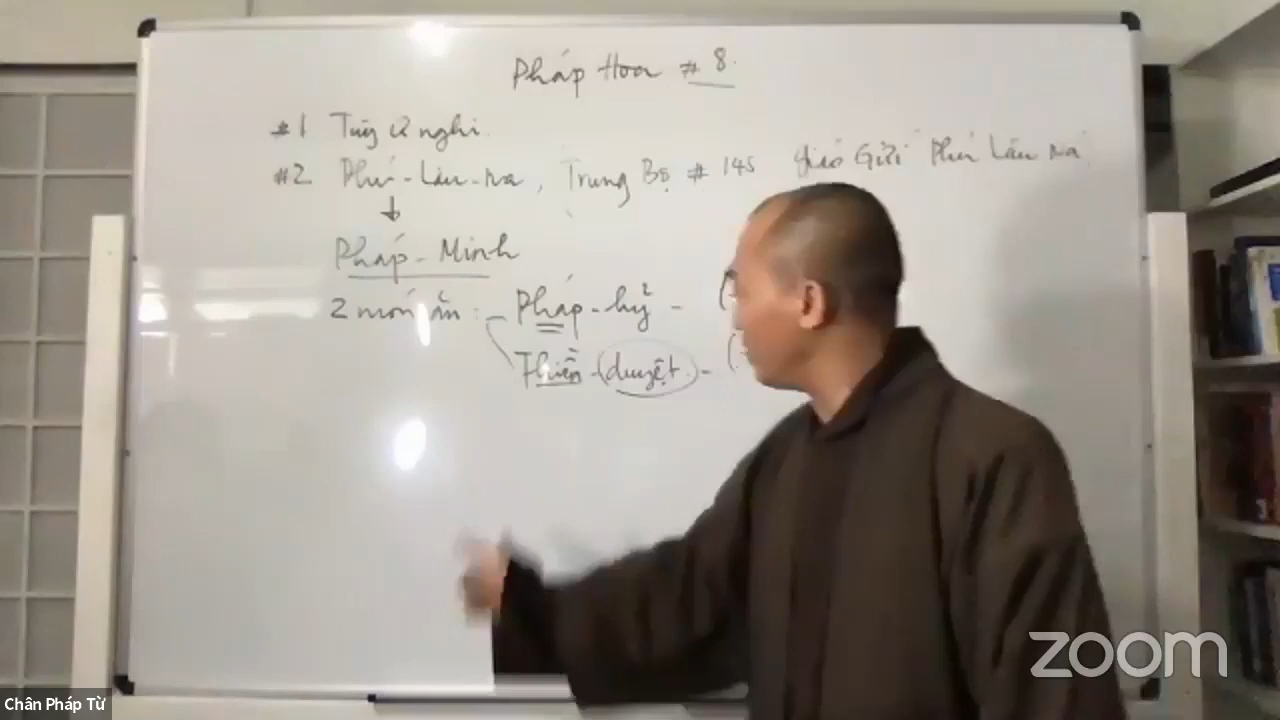 Pháp Hoa # 8.
#1 Tùy cơ nghi.
#2 Phú-Lâu-na, Trung Bộ # 145 giáo Giới Phú Lâu na
↓
Pháp-Minh
2 món ăn : - Pháp-hỷ - (
Thiền-(duyệt) - (
zoom
Chân Pháp Từ